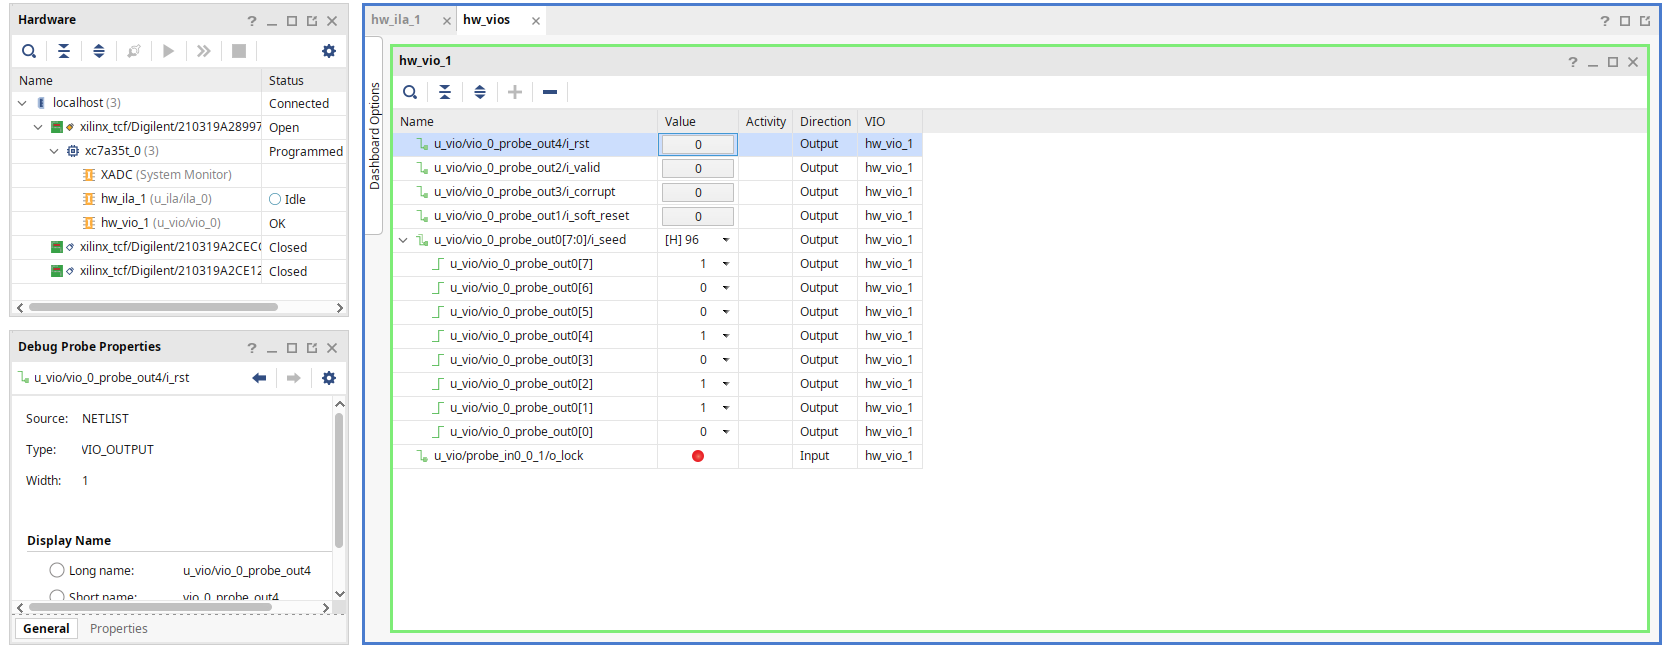 Hardware
Name Status
localhost (3) Connected
xilinx_tcf/Digilent/210319A28997 Open
xc7a35t_0 (3) Programmed
XADC (System Monitor)
hw_ila_1 (u_ila/ila_0) Idle
hw_vio_1 (u_vio/vio_0) OK
xilinx_tcf/Digilent/210319A2CEC Closed
xilinx_tcf/Digilent/210319A2CE12 Closed
Debug Probe Properties
u_vio/vio_0_probe_out4/i_rst
Source: NETLIST
Type: VIO_OUTPUT
Width: 1
Display Name
Long name: u_vio/vio_0_probe_out4
Short name: vio_0_probe_out4
General Properties
hw_ila_1 hw_vios
Dashboard Options
hw_vio_1
Name Value Activity Direction VIO
u_vio/vio_0_probe_out4/i_rst 0 Output hw_vio_1
u_vio/vio_0_probe_out2/i_valid 0 Output hw_vio_1
u_vio/vio_0_probe_out3/i_corrupt 0 Output hw_vio_1
u_vio/vio_0_probe_out1/i_soft_reset 0 Output hw_vio_1
u_vio/vio_0_probe_out0[7:0]/i_seed [H] 96 Output hw_vio_1
u_vio/vio_0_probe_out0[7] 1 Output hw_vio_1
u_vio/vio_0_probe_out0[6] 0 Output hw_vio_1
u_vio/vio_0_probe_out0[5] 0 Output hw_vio_1
u_vio/vio_0_probe_out0[4] 1 Output hw_vio_1
u_vio/vio_0_probe_out0[3] 0 Output hw_vio_1
u_vio/vio_0_probe_out0[2] 1 Output hw_vio_1
u_vio/vio_0_probe_out0[1] 1 Output hw_vio_1
u_vio/vio_0_probe_out0[0] 0 Output hw_vio_1
u_vio/probe_in0_0_1/o_lock Input hw_vio_1